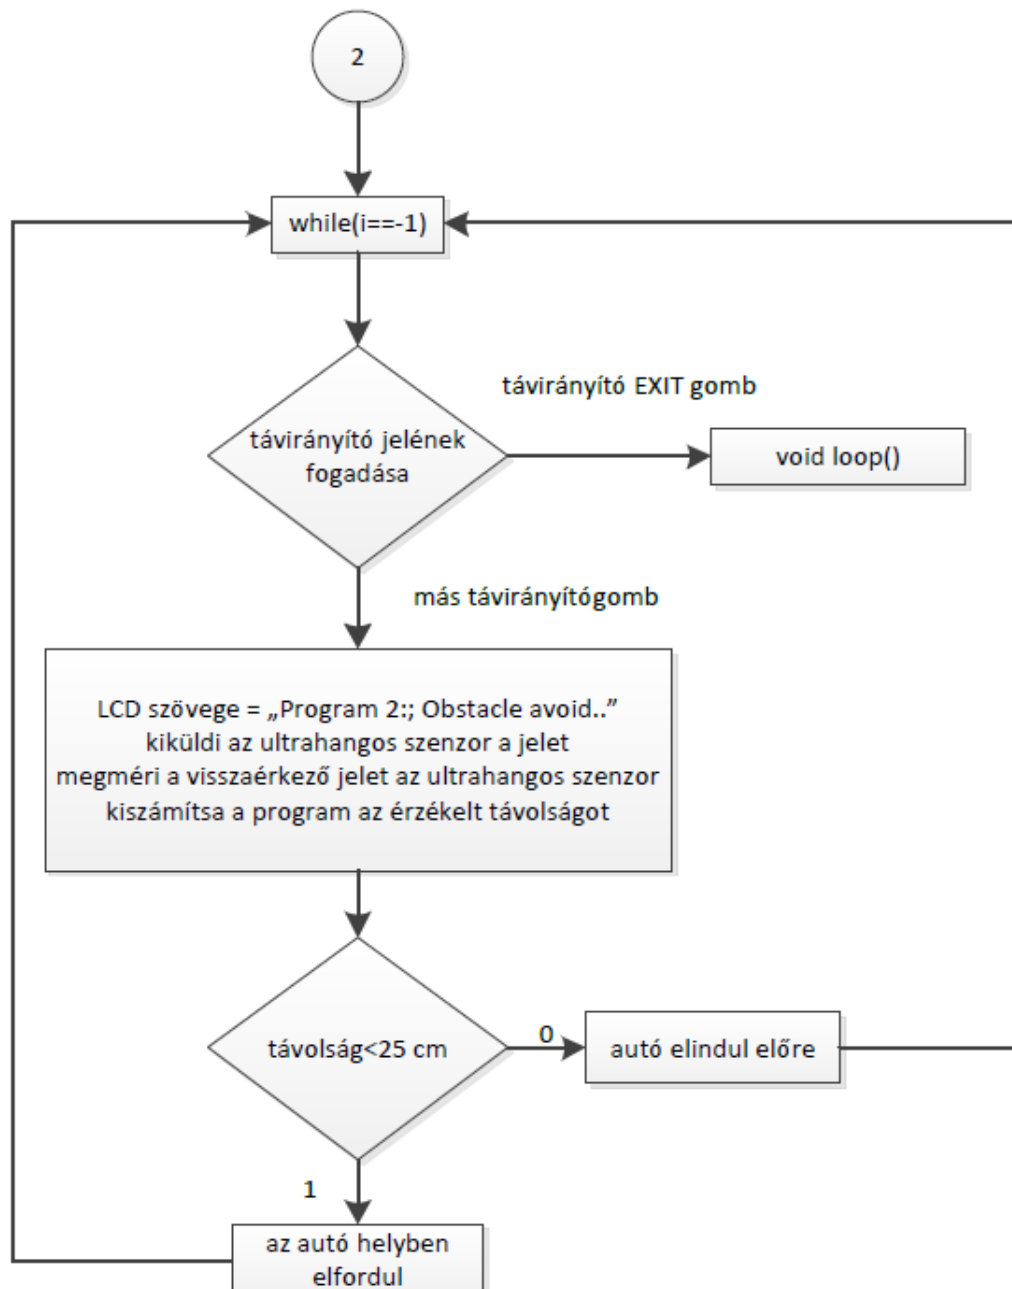 2
while(i==-1)
távirányító EXIT gomb
távirányító jelének
fogadása
void loop()
más távirányítógomb
LCD szövege = „Program 2:; Obstacle avoid..”
kiküldi az ultrahangos szenzor a jelet
megméri a visszaérkező jelet az ultrahangos szenzor
kiszámítsa a program az érzékelt távolságot
távolság<25 cm
0
autó elindul előre
1
az autó helyben
elfordul